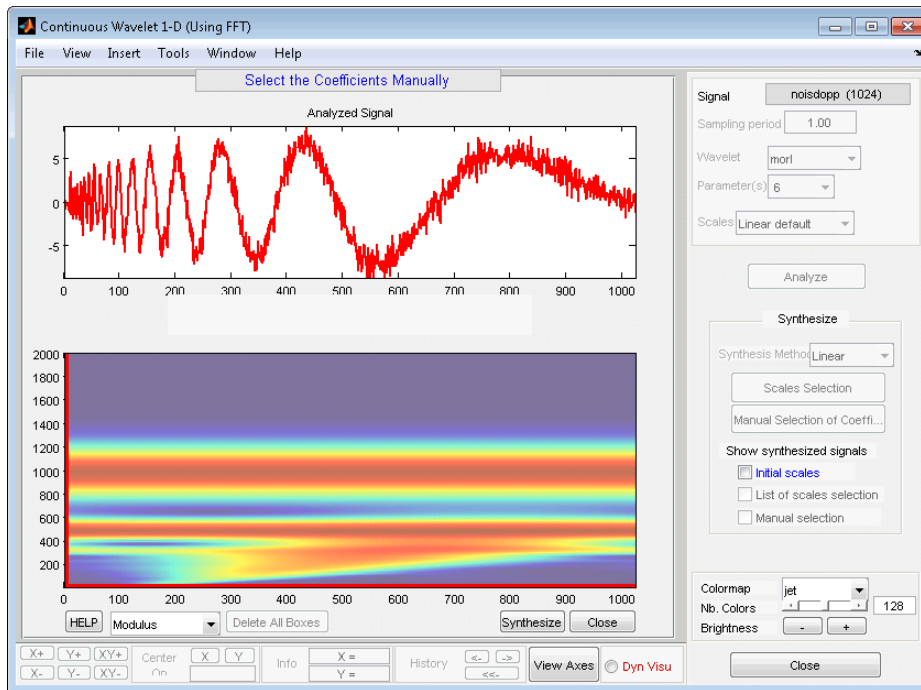 Continuous Wavelet 1-D (Using FFT)
File View Insert Tools Window Help
Select the Coefficients Manually
Analyzed Signal
5
0
-5
0 100 200 300 400 500 600 700 800 900 1000
2000
1800
1600
1400
1200
1000
800
600
400
200
0 100 200 300 400 500 600 700 800 900 1000
HELP Modulus Delete All Boxes Synthesize Close
X+ Y+ XY+
X- Y- XY-
Center
On
X Y
Info
X =
Y =
History
<- ->
<<-
View Axes
Dyn Visu
Signal noisdopp (1024)
Sampling period 1.00
Wavelet morl
Parameter(s) 6
Scales Linear default
Analyze
Synthesize
Synthesis Method Linear
Scales Selection
Manual Selection of Coeffi...
Show synthesized signals
Initial scales
List of scales selection
Manual selection
Colormap jet
Nb. Colors 128
Brightness - +
Close